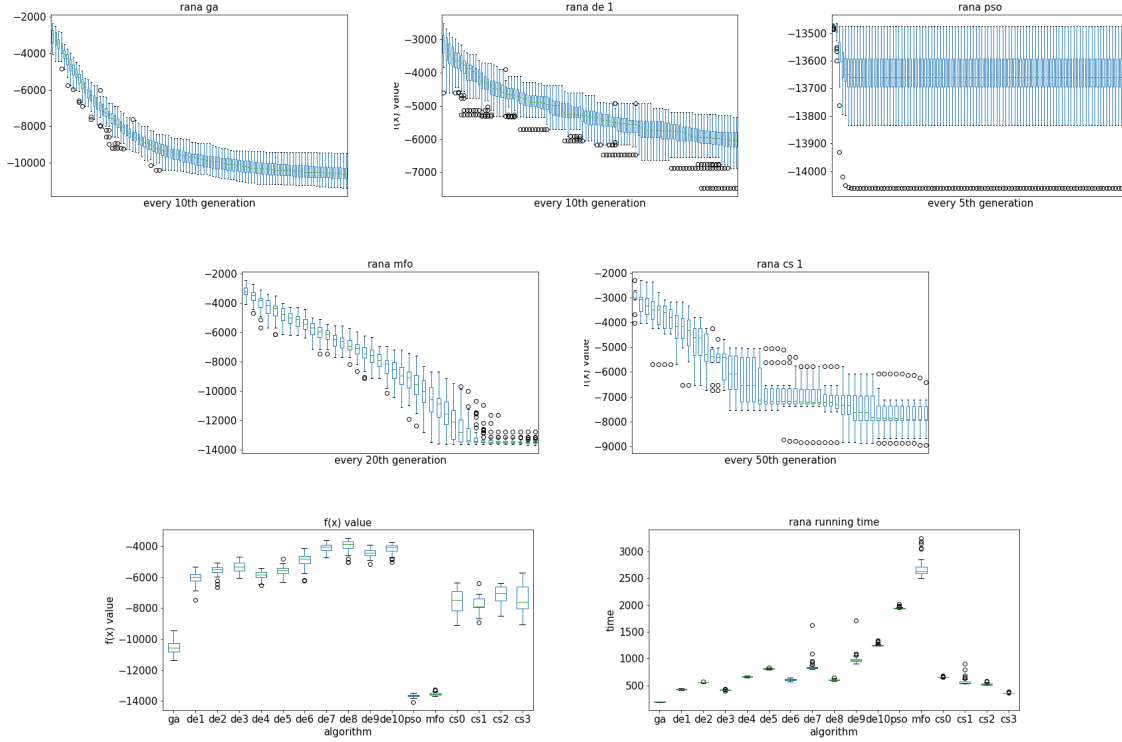 rana ga
−2000
−4000
−6000
−8000
−10000
every 10th generation
rana de 1
−3000
−4000
−5000
−6000
−7000
f(x) value
every 10th generation
rana pso
−13500
−13600
−13700
−13800
−13900
−14000
every 5th generation
rana mfo
−2000
−4000
−6000
−8000
−10000
−12000
−14000
every 20th generation
rana cs 1
−2000
−3000
−4000
−5000
−6000
−7000
−8000
−9000
f(x) value
every 50th generation
f(x) value
−4000
−6000
−8000
−10000
−12000
−14000
f(x) value
ga de1 de2 de3 de4 de5 de6 de7 de8 de9 de10 pso mfo cs0 cs1 cs2 cs3
algorithm
rana running time
3000
2500
2000
1500
1000
500
time
ga de1 de2 de3 de4 de5 de6 de7 de8 de9 de10 pso mfo cs0 cs1 cs2 cs3
algorithm